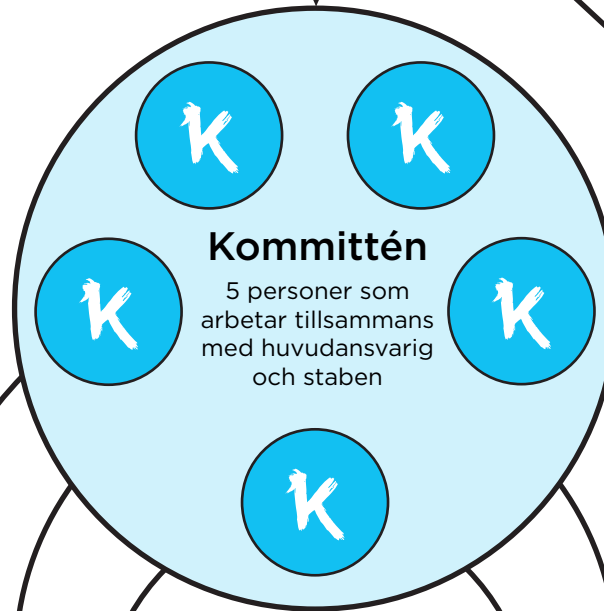 K
K
Kommittén
K
5 personer som
arbetar tillsammans
med huvudansvarig
och staben
K
K